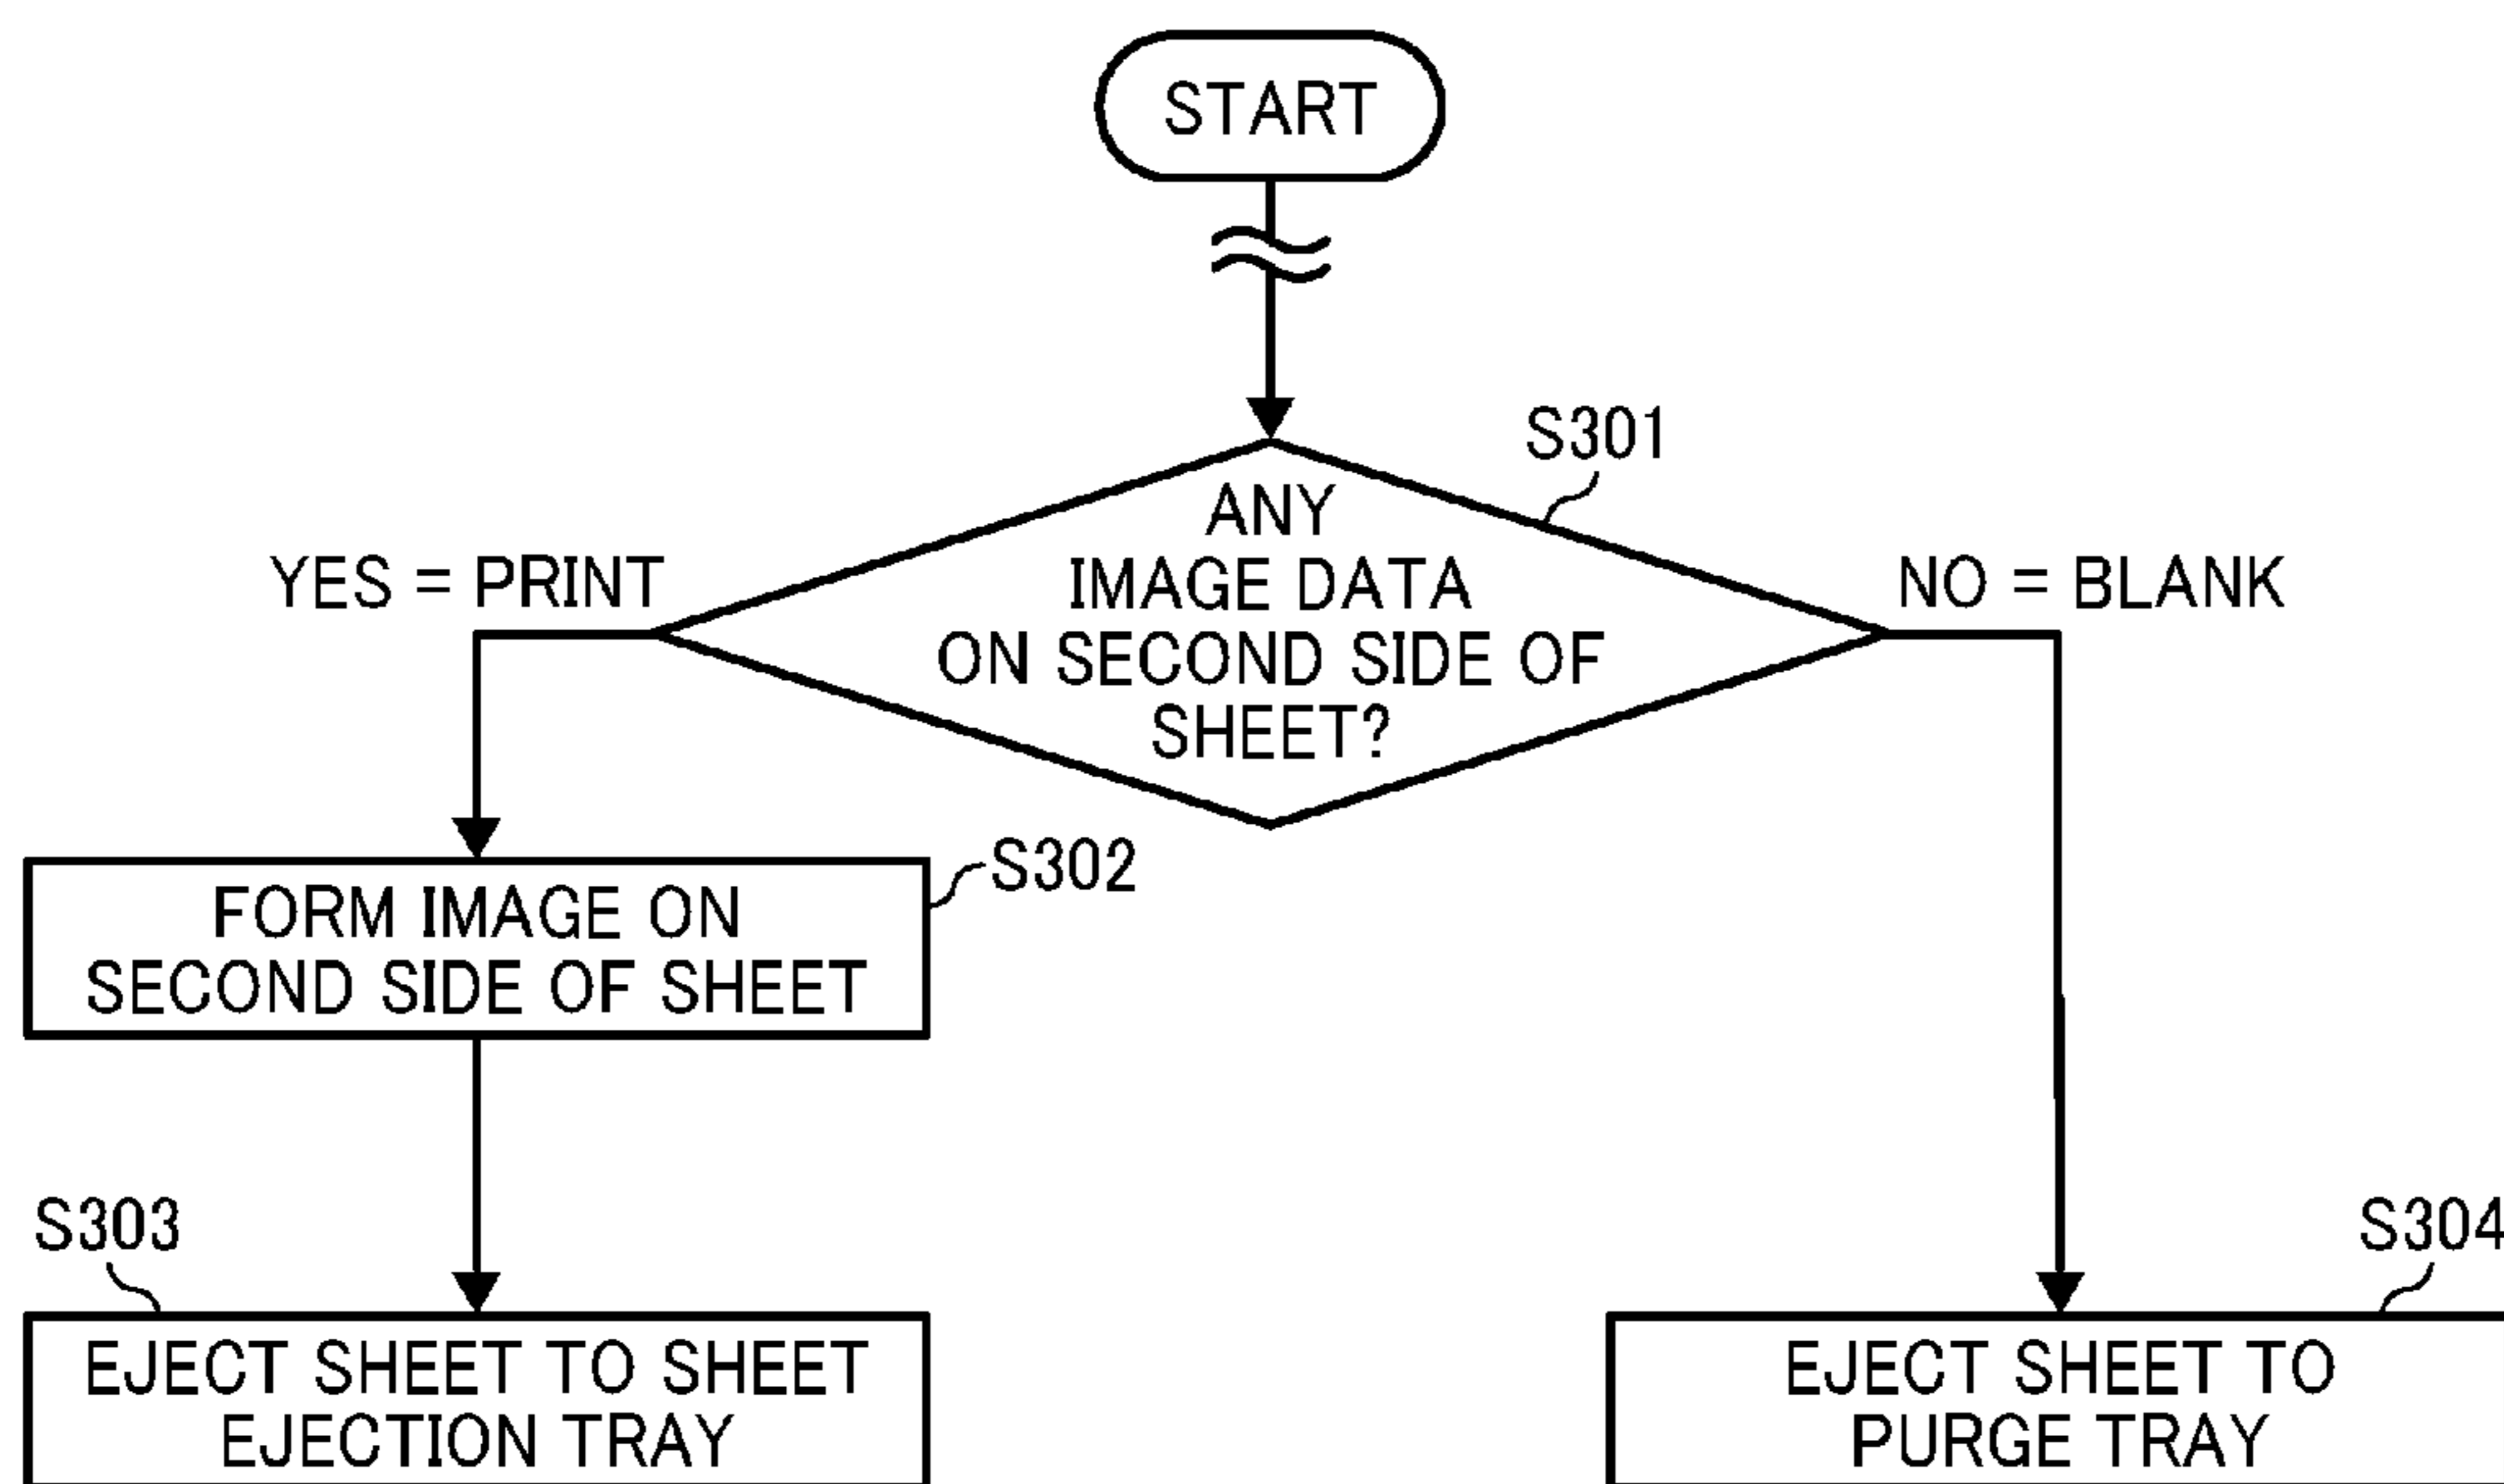 START
S301
ANY
IMAGE DATA
ON SECOND SIDE OF
SHEET?
YES = PRINT
NO = BLANK
S302
FORM IMAGE ON
SECOND SIDE OF SHEET
S303
EJECT SHEET TO SHEET
EJECTION TRAY
S304
EJECT SHEET TO
PURGE TRAY